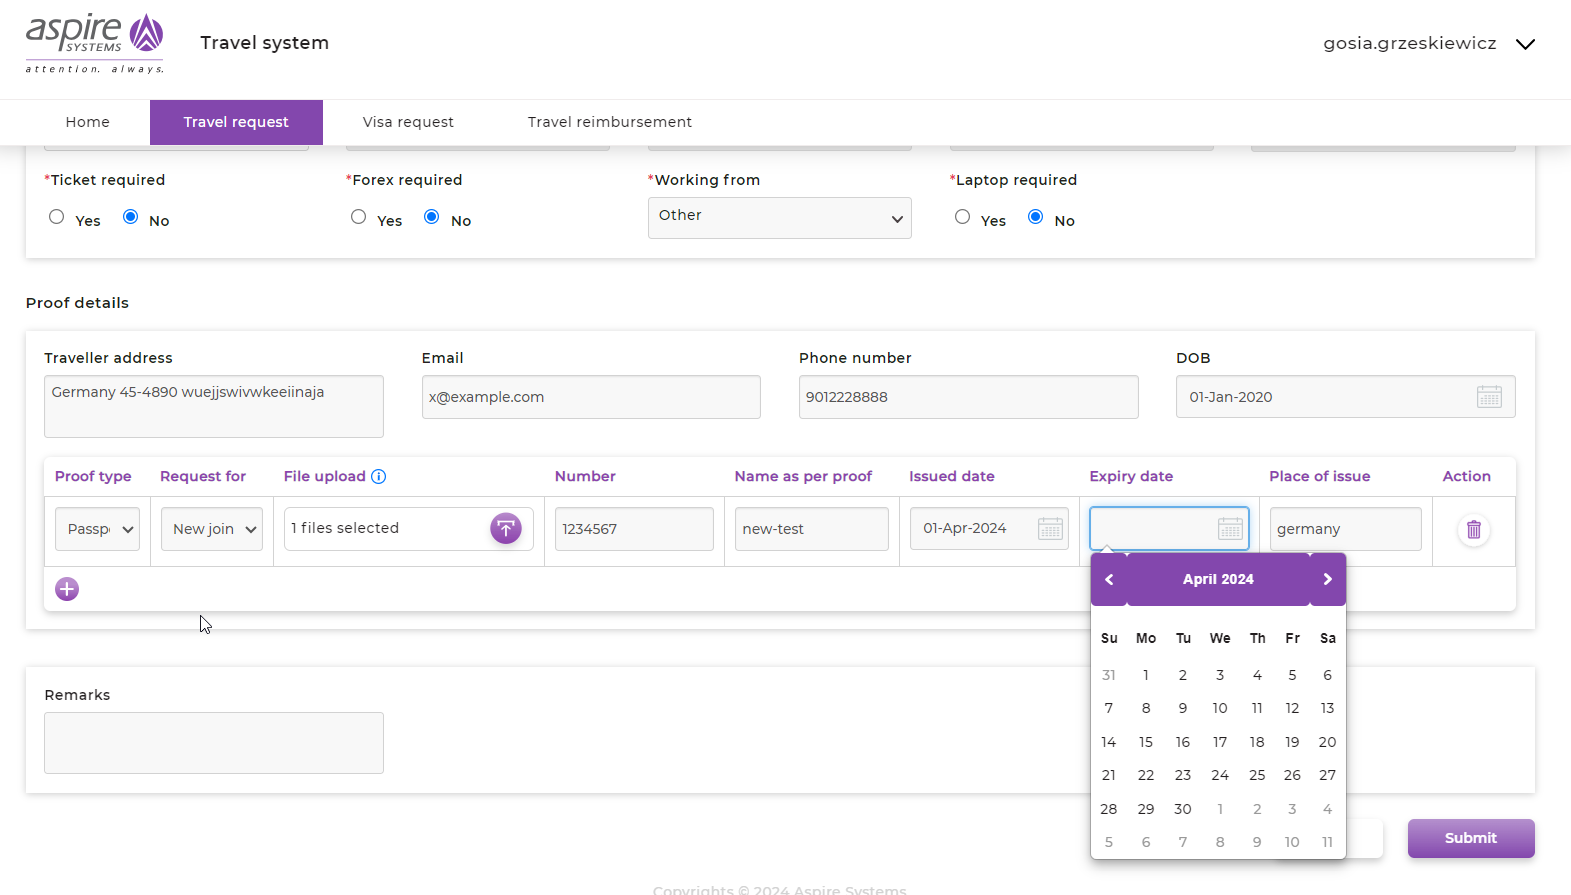 aspire
SYSTEMS
attention. always.
Travel system
gosia.grzeskiewicz
Home
Travel request
Visa request
Travel reimbursement
*Ticket required
Yes
No
*Forex required
Yes
No
*Working from
Other
*Laptop required
Yes
No
Proof details
Traveller address
Germany 45-4890 wuejjswivwkeeiinaja
Email
x@example.com
Phone number
9012228888
DOB
01-Jan-2020
Proof type Request for File upload Number Name as per proof Issued date Expiry date Place of issue Action
Passp New join 1 files selected 1234567 new-test 01-Apr-2024 germany
April 2024
Su Mo Tu We Th Fr Sa
31 1 2 3 4 5 6
7 8 9 10 11 12 13
14 15 16 17 18 19 20
21 22 23 24 25 26 27
28 29 30 1 2 3 4
5 6 7 8 9 10 11
Remarks
Submit
Copyrights © 2024 Aspire Systems